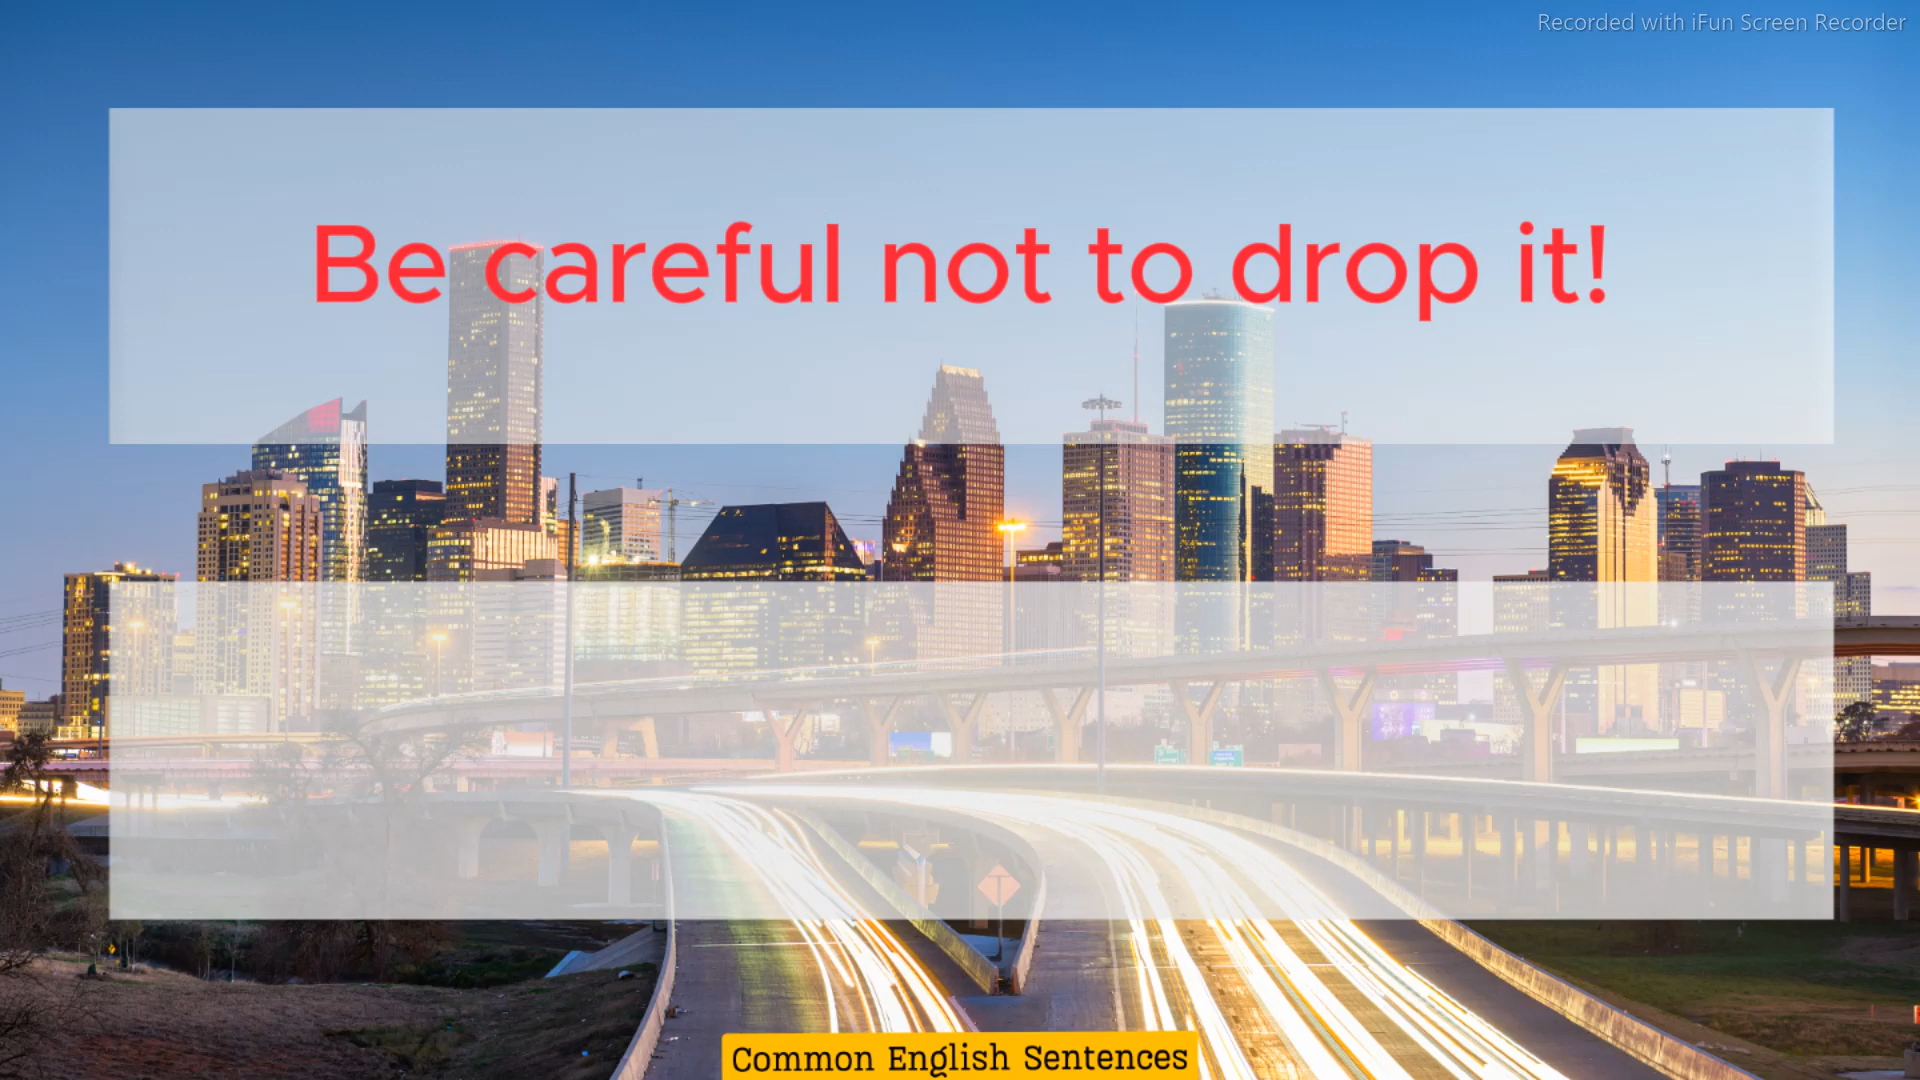 Recorded with iFun Screen Recorder
Be careful not to drop it!
Common English Sentences